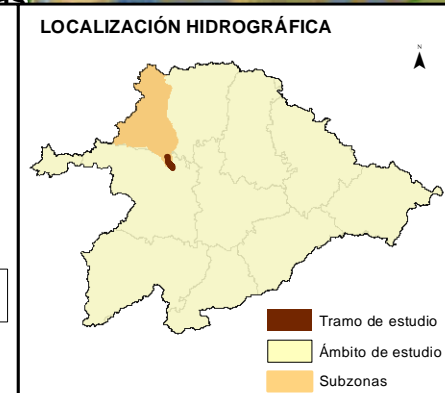 LOCALIZACIÓN HIDROGRÁFICA
N
Tramo de estudio
Ámbito de estudio
Subzonas